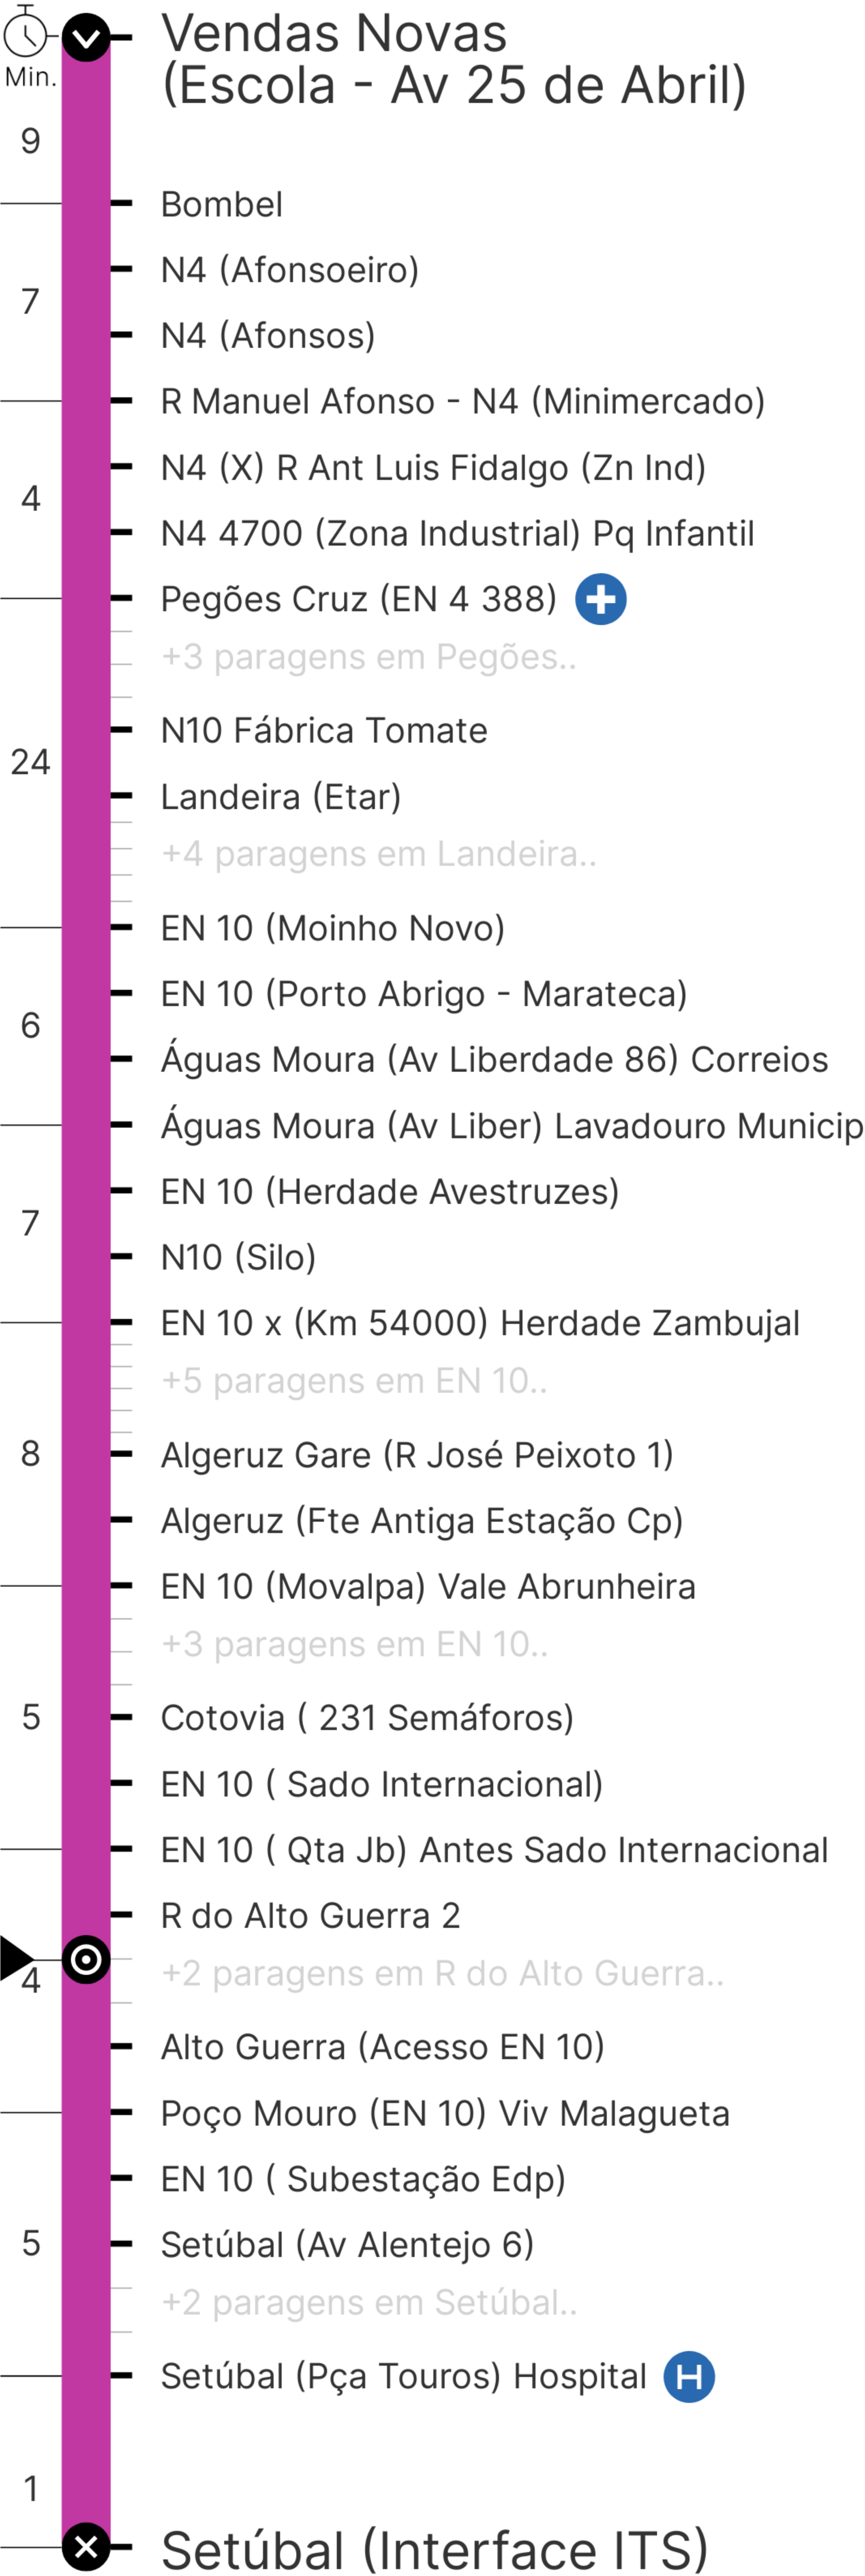 Vendas Novas
(Escola - Av 25 de Abril)
Min.
9
Bombel
N4 (Afonsoeiro)
7
N4 (Afonsos)
R Manuel Afonso - N4 (Minimercado)
N4 (X) R Ant Luis Fidalgo (Zn Ind)
4
N4 4700 (Zona Industrial) Pq Infantil
Pegões Cruz (EN 4 388)
+3 paragens em Pegões..
N10 Fábrica Tomate
24
Landeira (Etar)
+4 paragens em Landeira..
EN 10 (Moinho Novo)
EN 10 (Porto Abrigo - Marateca)
6
Águas Moura (Av Liberdade 86) Correios
Águas Moura (Av Liber) Lavadouro Municip
EN 10 (Herdade Avestruzes)
7
N10 (Silo)
EN 10 x (Km 54000) Herdade Zambujal
+5 paragens em EN 10..
8
Algeruz Gare (R José Peixoto 1)
Algeruz (Fte Antiga Estação Cp)
EN 10 (Movalpa) Vale Abrunheira
+3 paragens em EN 10..
5
Cotovia ( 231 Semáforos)
EN 10 ( Sado Internacional)
EN 10 ( Qta Jb) Antes Sado Internacional
R do Alto Guerra 2
+2 paragens em R do Alto Guerra..
4
Alto Guerra (Acesso EN 10)
Poço Mouro (EN 10) Viv Malagueta
EN 10 ( Subestação Edp)
5
Setúbal (Av Alentejo 6)
+2 paragens em Setúbal..
Setúbal (Pça Touros) Hospital H
1
Setúbal (Interface ITS)